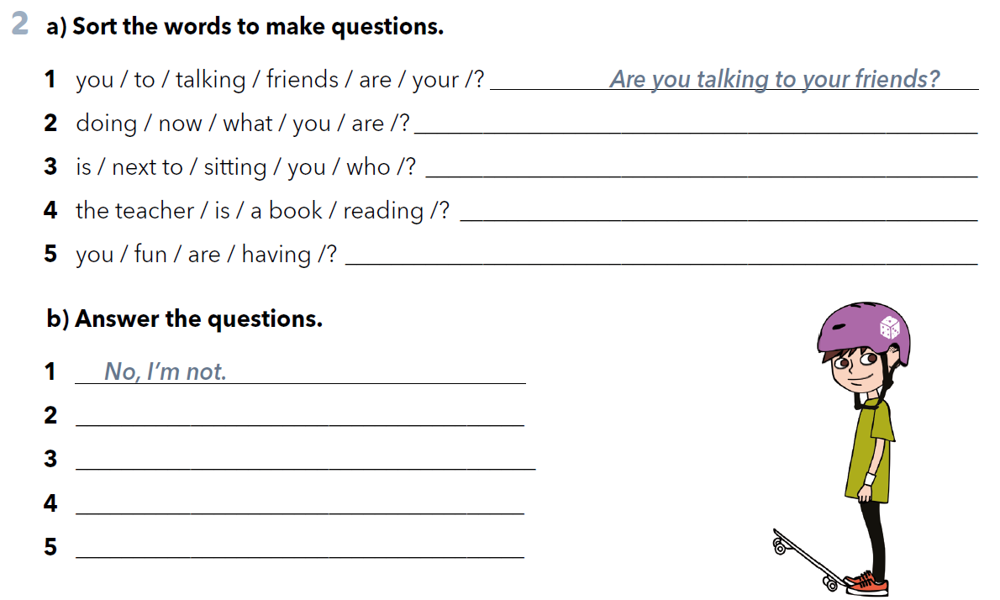 2 a) Sort the words to make questions.
1 you / to / talking / friends / are / your /? Are you talking to your friends?
2 doing / now / what / you / are /?
3 is / next to / sitting / you / who /?
4 the teacher / is / a book / reading /?
5 you / fun / are / having /?
b) Answer the questions.
1 No, I’m not.
2
3
4
5